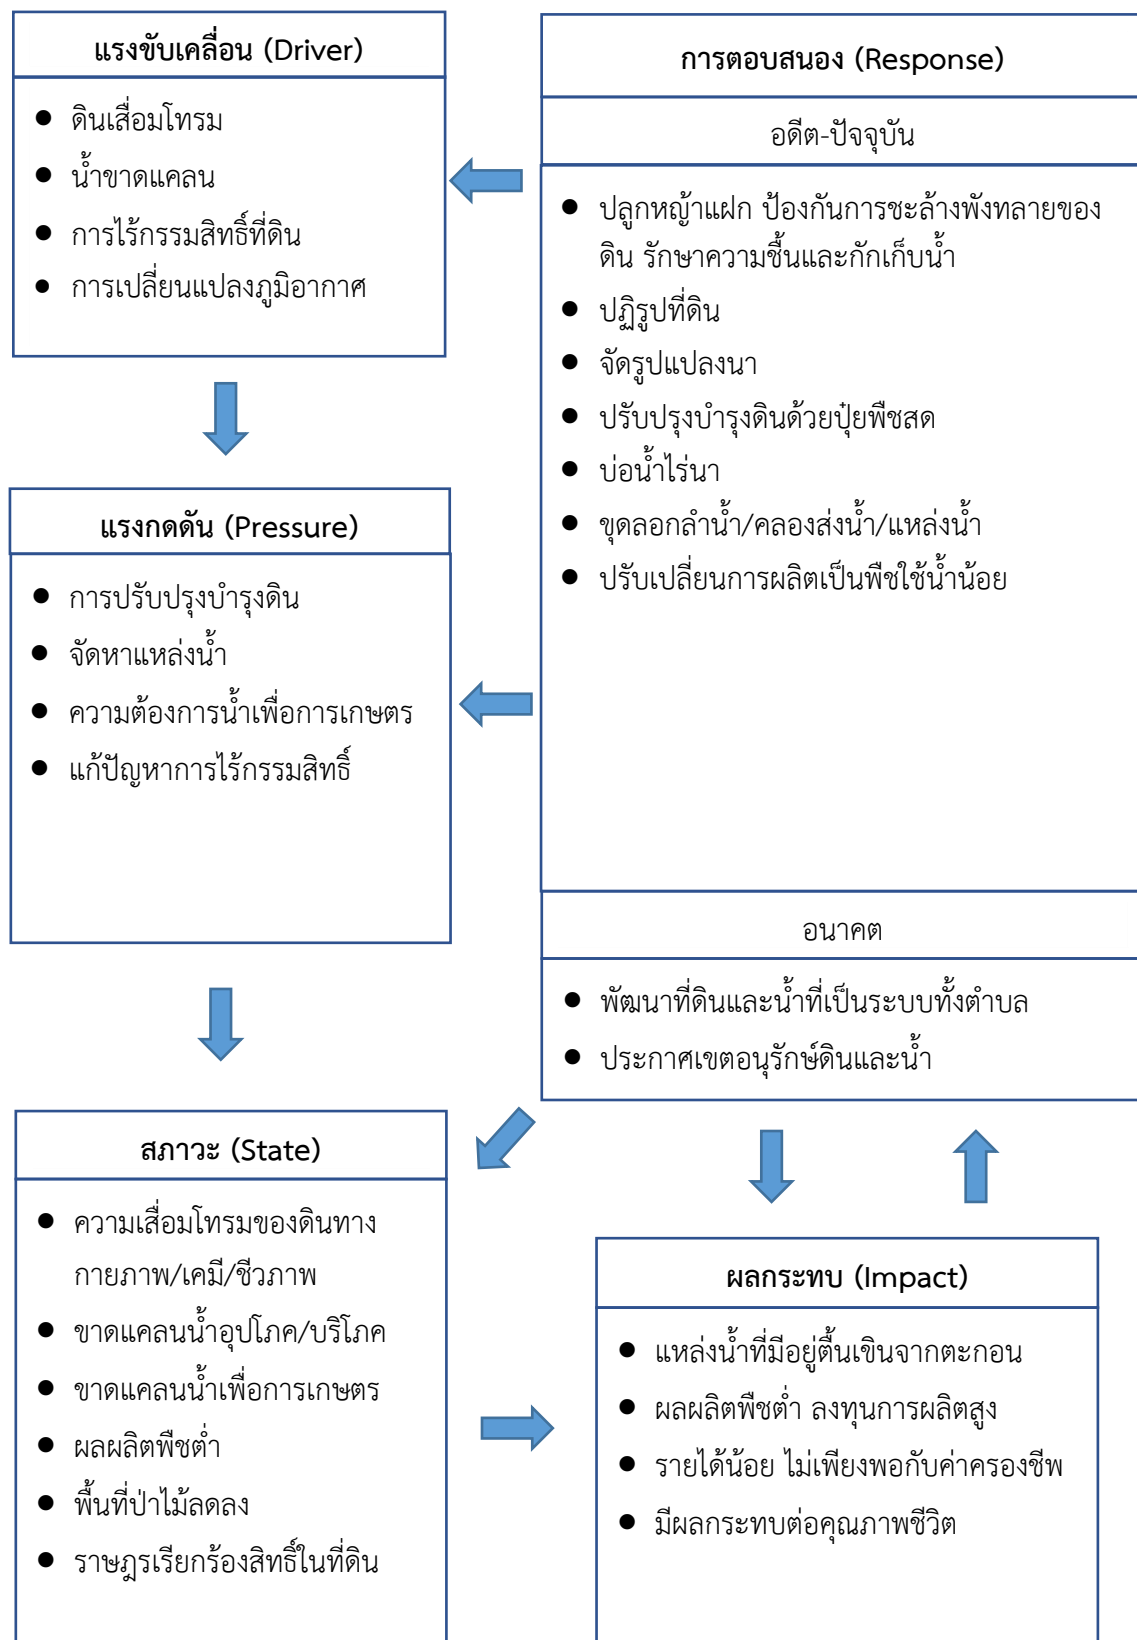 แรงขับเคลื่อน (Driver)
● ดินเสื่อมโทรม
● น้ำขาดแคลน
● การไร้กรรมสิทธิ์ที่ดิน
● การเปลี่ยนแปลงภูมิอากาศ
แรงกดดัน (Pressure)
● การปรับปรุงบำรุงดิน
● จัดหาแหล่งน้ำ
● ความต้องการน้ำเพื่อการเกษตร
● แก้ปัญหาการไร้กรรมสิทธิ์
สภาวะ (State)
● ความเสื่อมโทรมของดินทาง
กายภาพ/เคมี/ชีวภาพ
● ขาดแคลนน้ำอุปโภค/บริโภค
● ขาดแคลนน้ำเพื่อการเกษตร
● ผลผลิตพืชต่ำ
● พื้นที่ป่าไม้ลดลง
● ราษฎรเรียกร้องสิทธิ์ในที่ดิน
การตอบสนอง (Response)
อดีต-ปัจจุบัน
● ปลูกหญ้าแฝก ป้องกันการชะล้างพังทลายของ
ดิน รักษาความชื้นและกักเก็บน้ำ
● ปฏิรูปที่ดิน
● จัดรูปแปลงนา
● ปรับปรุงบำรุงดินด้วยปุ๋ยพืชสด
● บ่อน้ำไร่นา
● ขุดลอกลำน้ำ/คลองส่งน้ำ/แหล่งน้ำ
● ปรับเปลี่ยนการผลิตเป็นพืชใช้น้ำน้อย
อนาคต
● พัฒนาที่ดินและน้ำที่เป็นระบบทั้งตำบล
● ประกาศเขตอนุรักษ์ดินและน้ำ
ผลกระทบ (Impact)
● แหล่งน้ำที่มีอยู่ตื้นเขินจากตะกอน
● ผลผลิตพืชต่ำ ลงทุนการผลิตสูง
● รายได้น้อย ไม่เพียงพอกับค่าครองชีพ
● มีผลกระทบต่อคุณภาพชีวิต